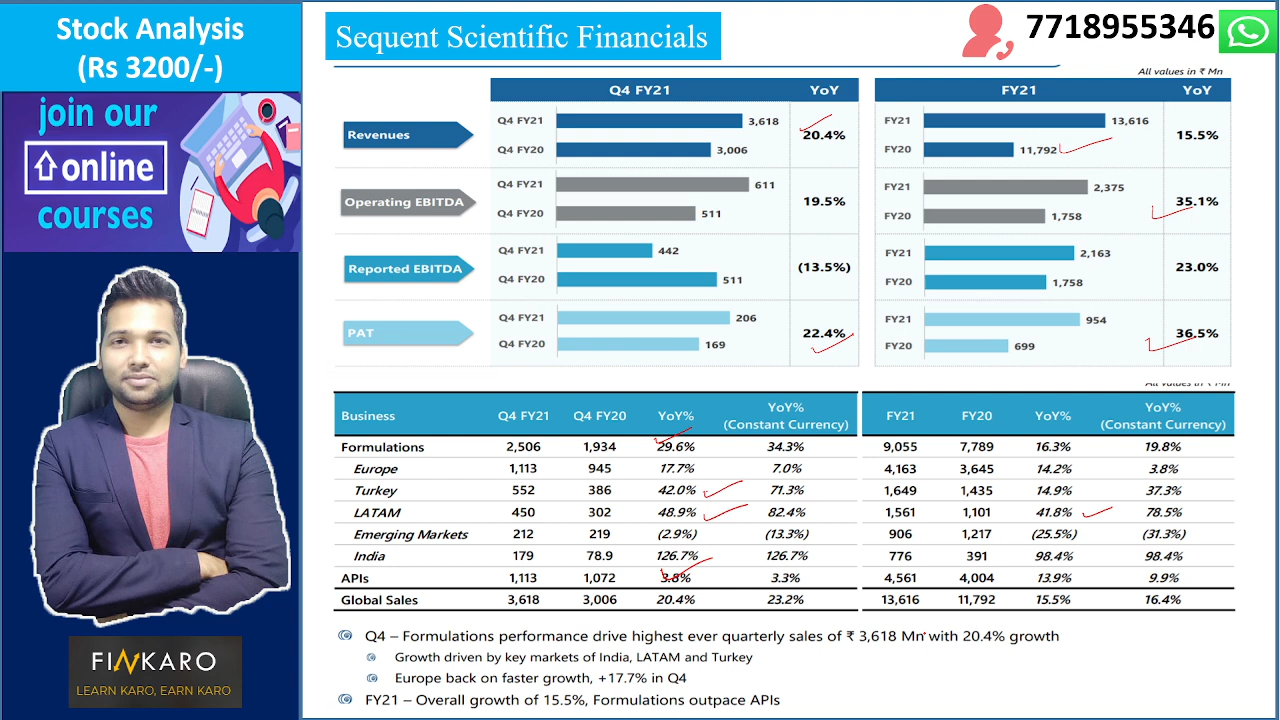 Stock Analysis
(Rs 3200/-)
join our
online
courses
FINKARO
LEARN KARO, EARN KARO
Sequent Scientific Financials
7718955346
All values in ₹ Mn
Q4 FY21 YoY FY21 YoY
Revenues
Q4 FY21 3,618
Q4 FY20 3,006
20.4%
FY21 13,616
FY20 11,792
15.5%
Operating EBITDA
Q4 FY21 611
Q4 FY20 511
19.5%
FY21 2,375
FY20 1,758
35.1%
Reported EBITDA
Q4 FY21 442
Q4 FY20 511
(13.5%)
FY21 2,163
FY20 1,758
23.0%
PAT
Q4 FY21 206
Q4 FY20 169
22.4%
FY21 954
FY20 699
36.5%
All values in ₹ Mn
Business Q4 FY21 Q4 FY20 YoY% YoY% (Constant Currency) FY21 FY20 YoY% YoY% (Constant Currency)
Formulations 2,506 1,934 29.6% 34.3% 9,055 7,789 16.3% 19.8%
Europe 1,113 945 17.7% 7.0% 4,163 3,645 14.2% 3.8%
Turkey 552 386 42.0% 71.3% 1,649 1,435 14.9% 37.3%
LATAM 450 302 48.9% 82.4% 1,561 1,101 41.8% 78.5%
Emerging Markets 212 219 (2.9%) (13.3%) 906 1,217 (25.5%) (31.3%)
India 179 78.9 126.7% 126.7% 776 391 98.4% 98.4%
APIs 1,113 1,072 3.8% 3.3% 4,561 4,004 13.9% 9.9%
Global Sales 3,618 3,006 20.4% 23.2% 13,616 11,792 15.5% 16.4%
Q4 – Formulations performance drive highest ever quarterly sales of ₹ 3,618 Mn with 20.4% growth
Growth driven by key markets of India, LATAM and Turkey
Europe back on faster growth, +17.7% in Q4
FY21 – Overall growth of 15.5%, Formulations outpace APIs